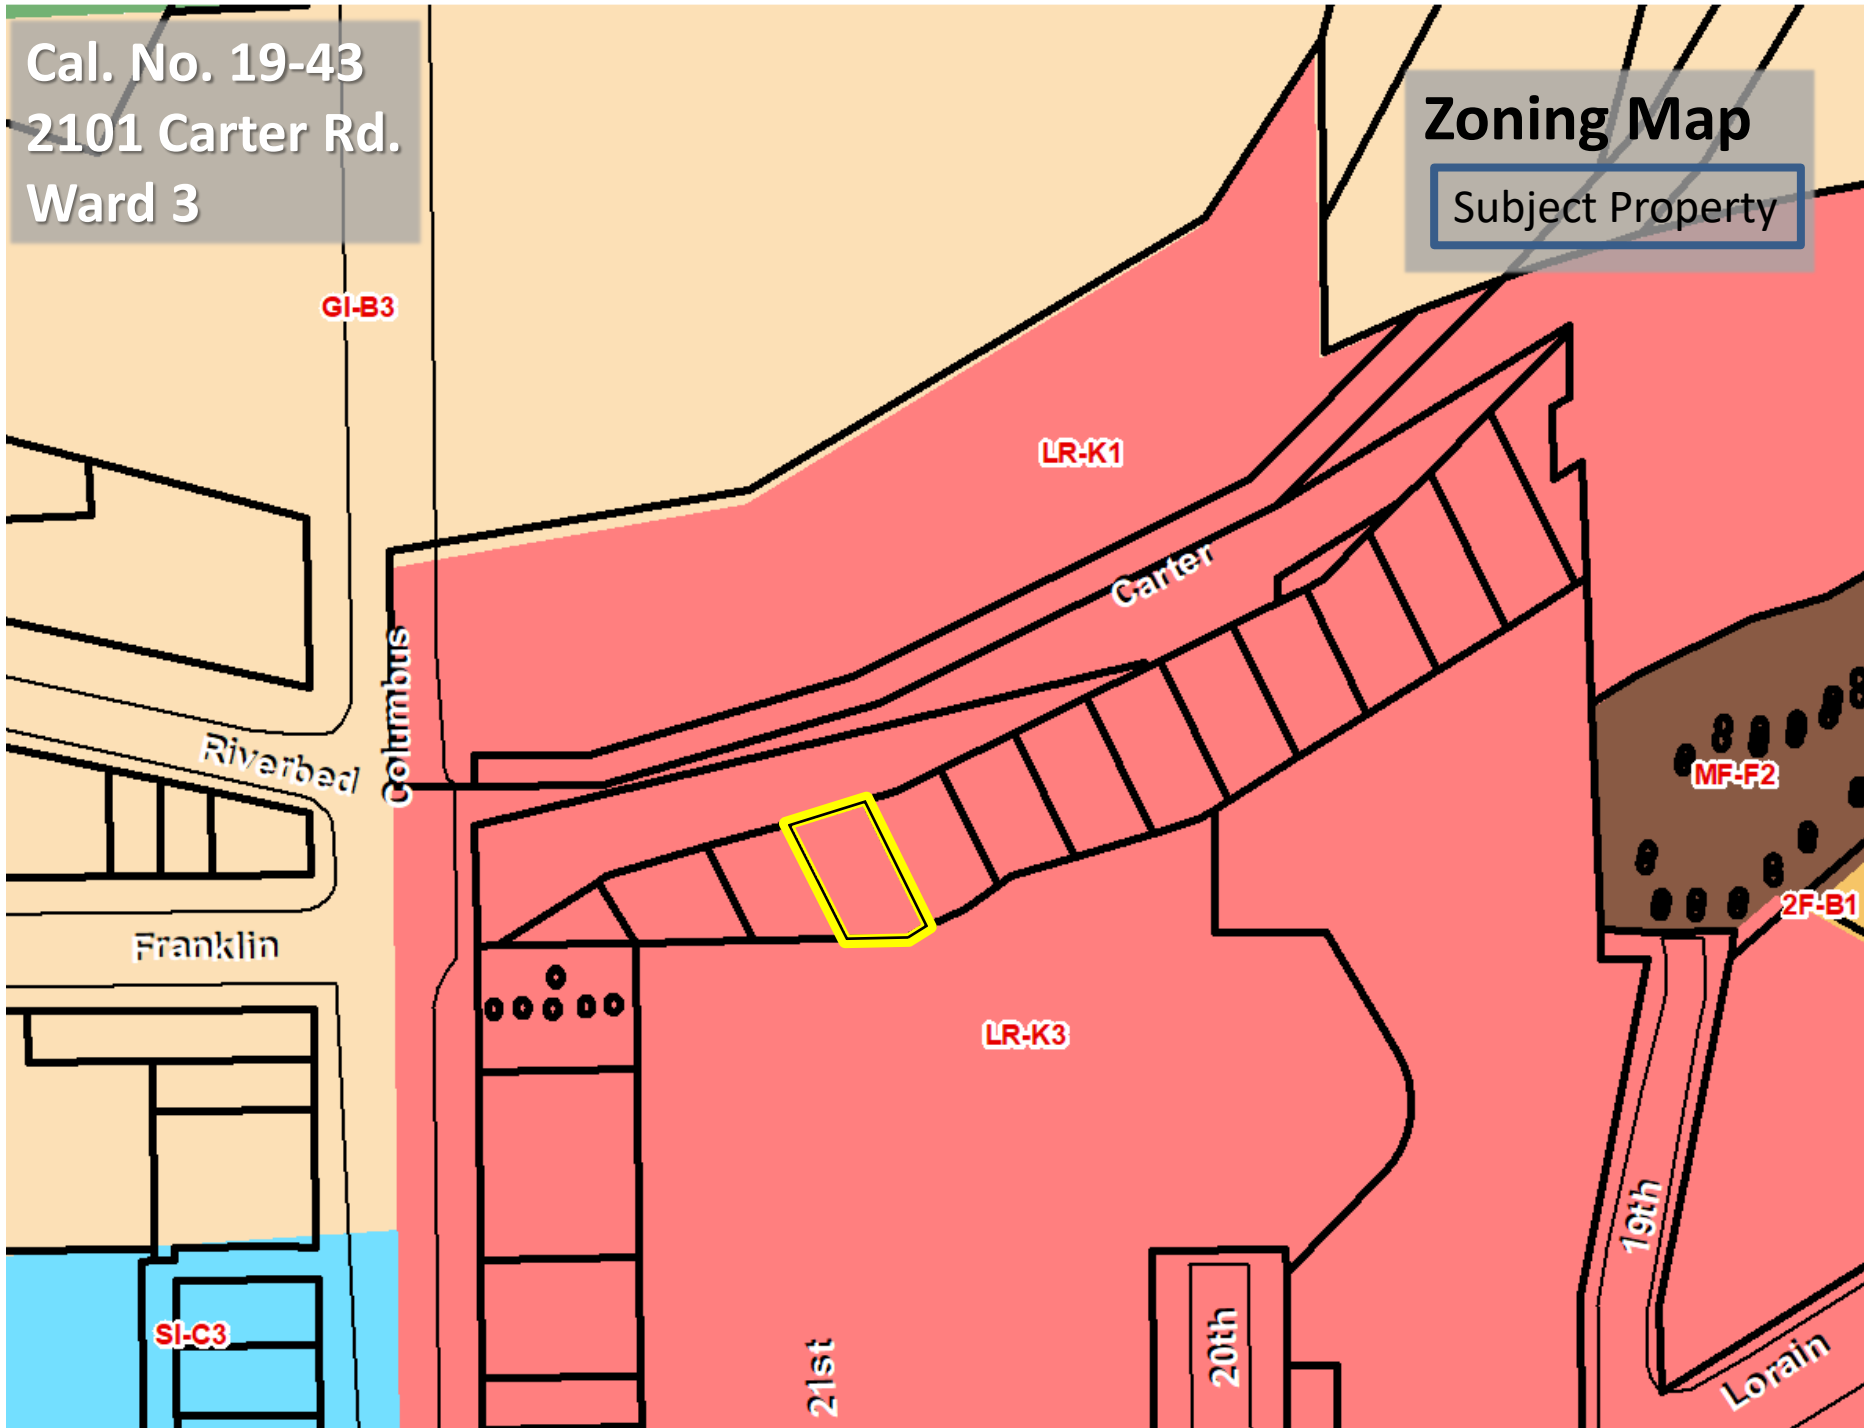 Cal. No. 19-43
2101 Carter Rd.
Ward 3
Zoning Map
Subject Property
GI-B3
LR-K1
Carter
Columbus
Riverbed
MF-F2
2F-B1
Franklin
LR-K3
19th
SI-C3
21st
20th
Lorain